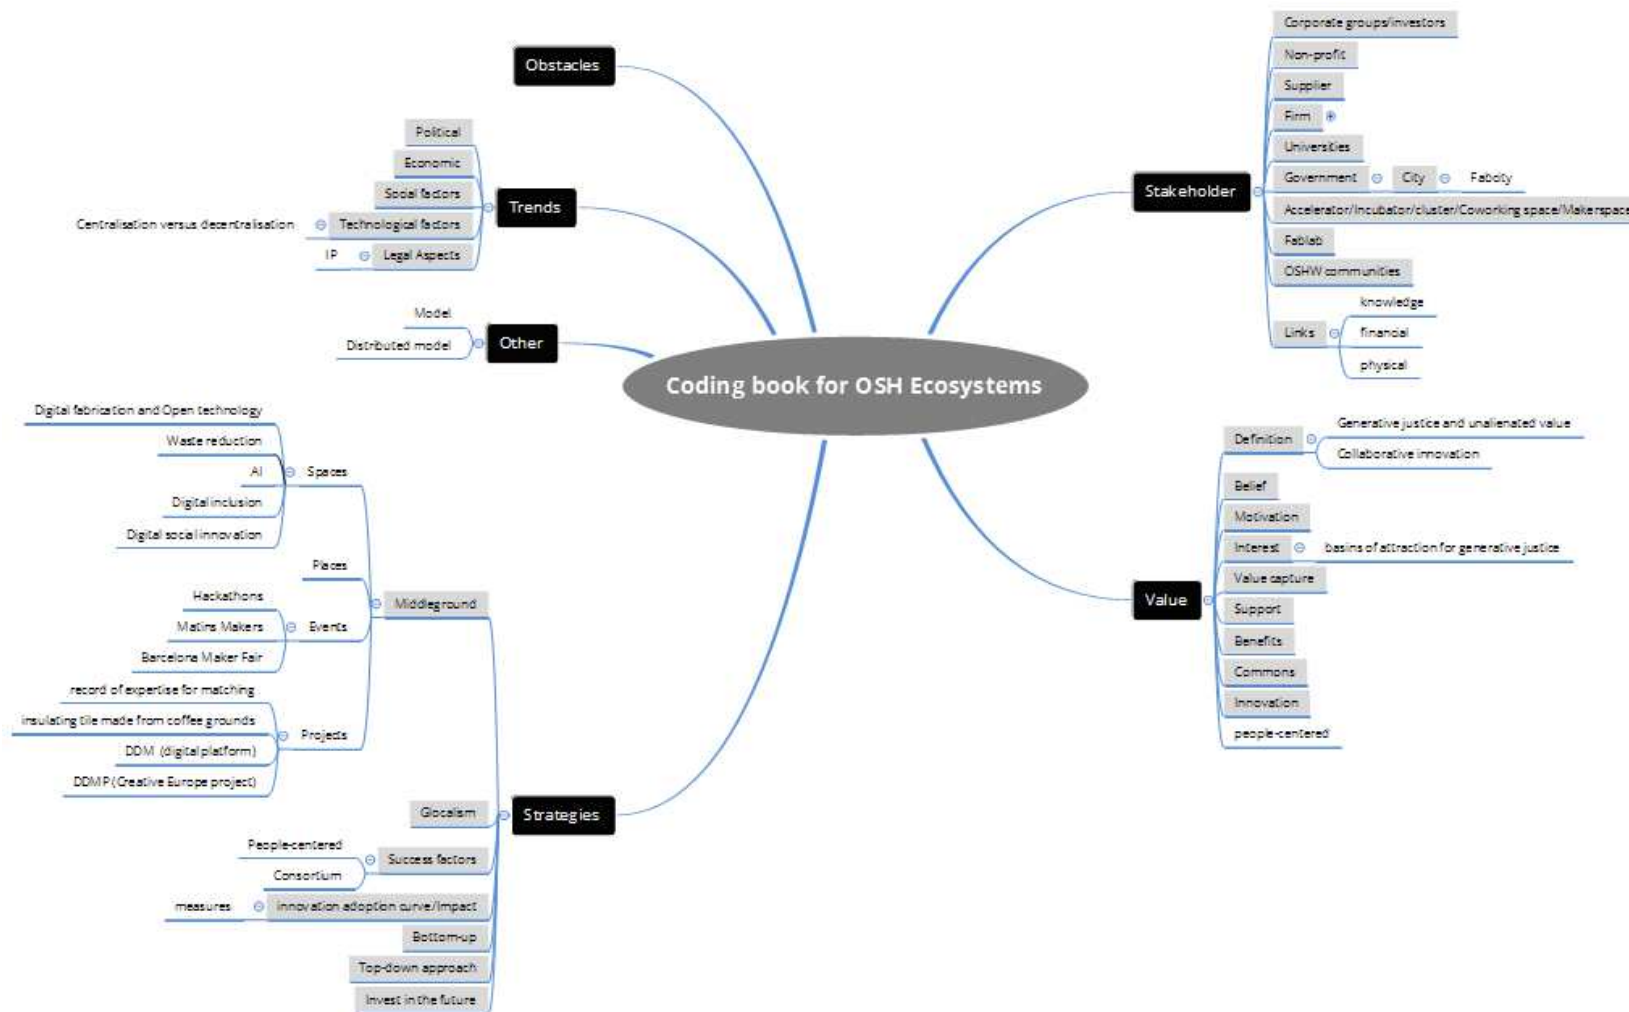 Coding book for OSH Ecosystems
Obstacles
Trends
Political
Economic
Social factors
Technological factors
Centralisation versus decentralisation
Legal Aspects
IP
Other
Model
Distributed model
Strategies
Middleground
Spaces
Digital fabrication and Open technology
Waste reduction
AI
Digital inclusion
Digital social innovation
Places
Events
Hackathons
Matins Makers
Barcelona Maker Fair
Projects
record of expertise for matching
insulating tile made from coffee grounds
DDM (digital platform)
DDMP (Creative Europe project)
Glocalism
Success factors
People-centered
Consortium
innovation adoption curve/Impact
measures
Bottom-up
Top-down approach
Invest in the future
Stakeholder
Corporate groups/investors
Non-profit
Supplier
Firm
Universities
Government
City
Fabcity
Accelerator/Incubator/cluster/Coworking space/Makerspace
Fablab
OSHW communities
Links
knowledge
financial
physical
Value
Definition
Generative justice and unalienated value
Collaborative innovation
Belief
Motivation
Interest
basins of attraction for generative justice
Value capture
Support
Benefits
Commons
Innovation
people-centered